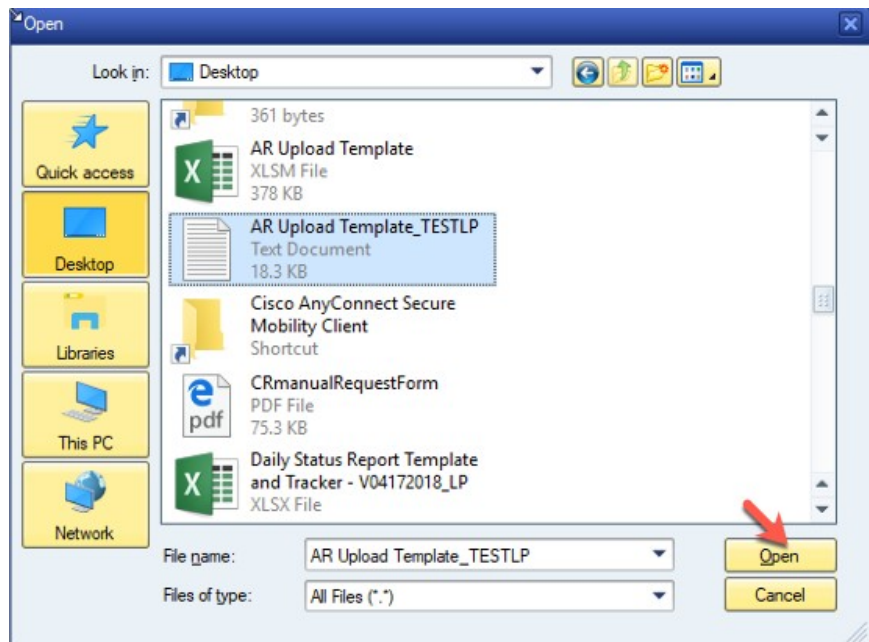 Open
Look in:
Desktop
361 bytes
Quick access
AR Upload Template
XLSM File
378 KB
Desktop
AR Upload Template_TESTLP
Text Document
18.3 KB
Libraries
Cisco AnyConnect Secure
Mobility Client
Shortcut
This PC
CRmanualRequestForm
PDF File
75.3 KB
pdf
Network
Daily Status Report Template
and Tracker - V04172018_LP
XLSX File
File name:
AR Upload Template_TESTLP
Open
Files of type:
All Files (*.*)
Cancel